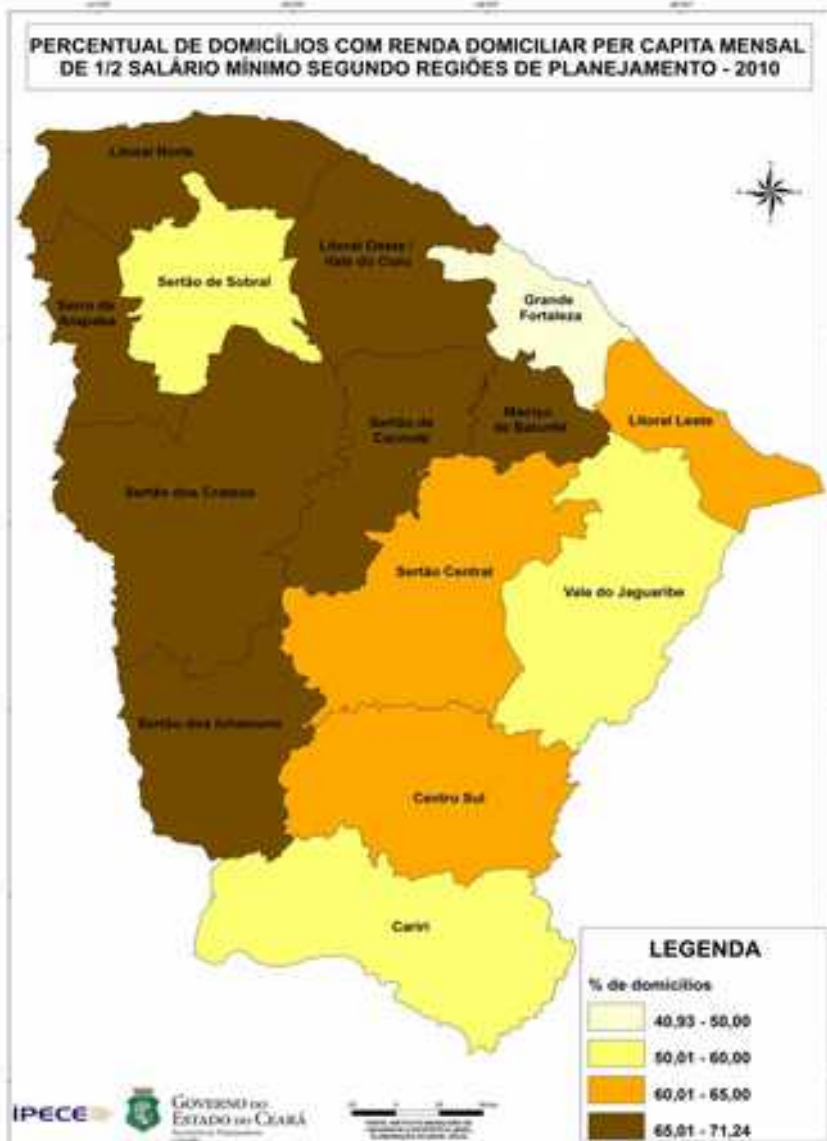 PERCENTUAL DE DOMICÍLIOS COM RENDA DOMICILIAR PER CAPITA MENSAL
DE 1/2 SALÁRIO MÍNIMO SEGUNDO REGIÕES DE PLANEJAMENTO - 2010
Litoral Norte
Litoral Oeste /
Vale do Curu
Sertão de Sobral
Serra da
Ibiapaba
Grande
Fortaleza
Litoral Leste
Maciço
de Baturité
Sertão de
Canindé
Sertão dos Crateús
Sertão Central
Vale do Jaguaribe
Sertão dos Inhamuns
Centro Sul
Cariri
LEGENDA
% de domicílios
40,93 - 50,00
50,01 - 60,00
60,01 - 65,00
65,01 - 71,24
IPECE
GOVERNO DO
ESTADO DO CEARÁ